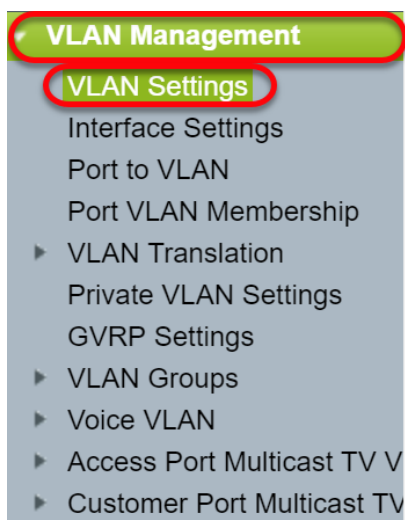 VLAN Management
VLAN Settings
Interface Settings
Port to VLAN
Port VLAN Membership
VLAN Translation
Private VLAN Settings
GVRP Settings
VLAN Groups
Voice VLAN
Access Port Multicast TV V
Customer Port Multicast TV